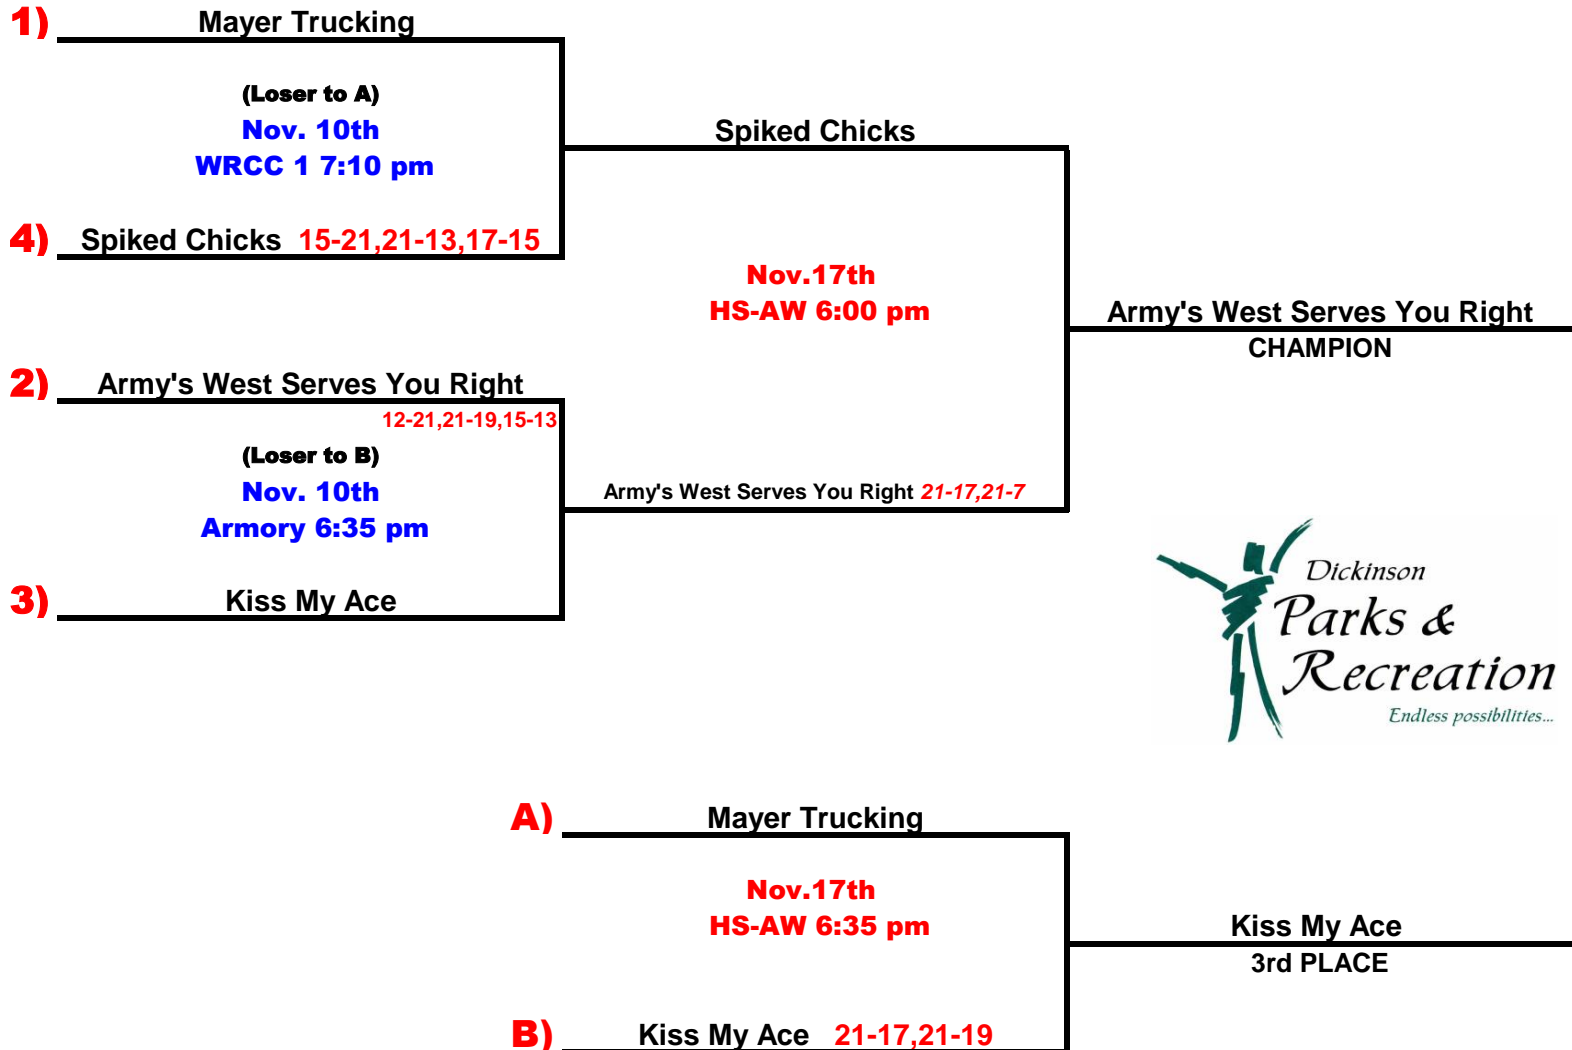 1) Mayer Trucking
(Loser to A)
Nov. 10th
WRCC 1 7:10 pm
Spiked Chicks
4) Spiked Chicks 15-21,21-13,17-15
Nov.17th
HS-AW 6:00 pm
Army's West Serves You Right
CHAMPION
2) Army's West Serves You Right
12-21,21-19,15-13
(Loser to B)
Nov. 10th
Armory 6:35 pm
Army's West Serves You Right 21-17,21-7
3) Kiss My Ace
Dickinson
Parks &
Recreation
Endless possibilities...
A) Mayer Trucking
Nov.17th
HS-AW 6:35 pm
Kiss My Ace
3rd PLACE
B) Kiss My Ace 21-17,21-19